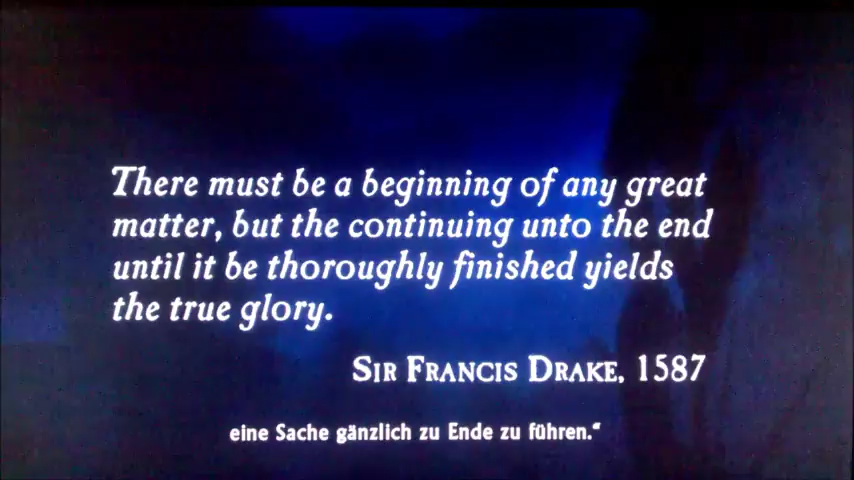 There must be a beginning of any great
matter, but the continuing unto the end
until it be thoroughly finished yields
the true glory.
SIR FRANCIS DRAKE, 1587
eine Sache gänzlich zu Ende zu führen.“